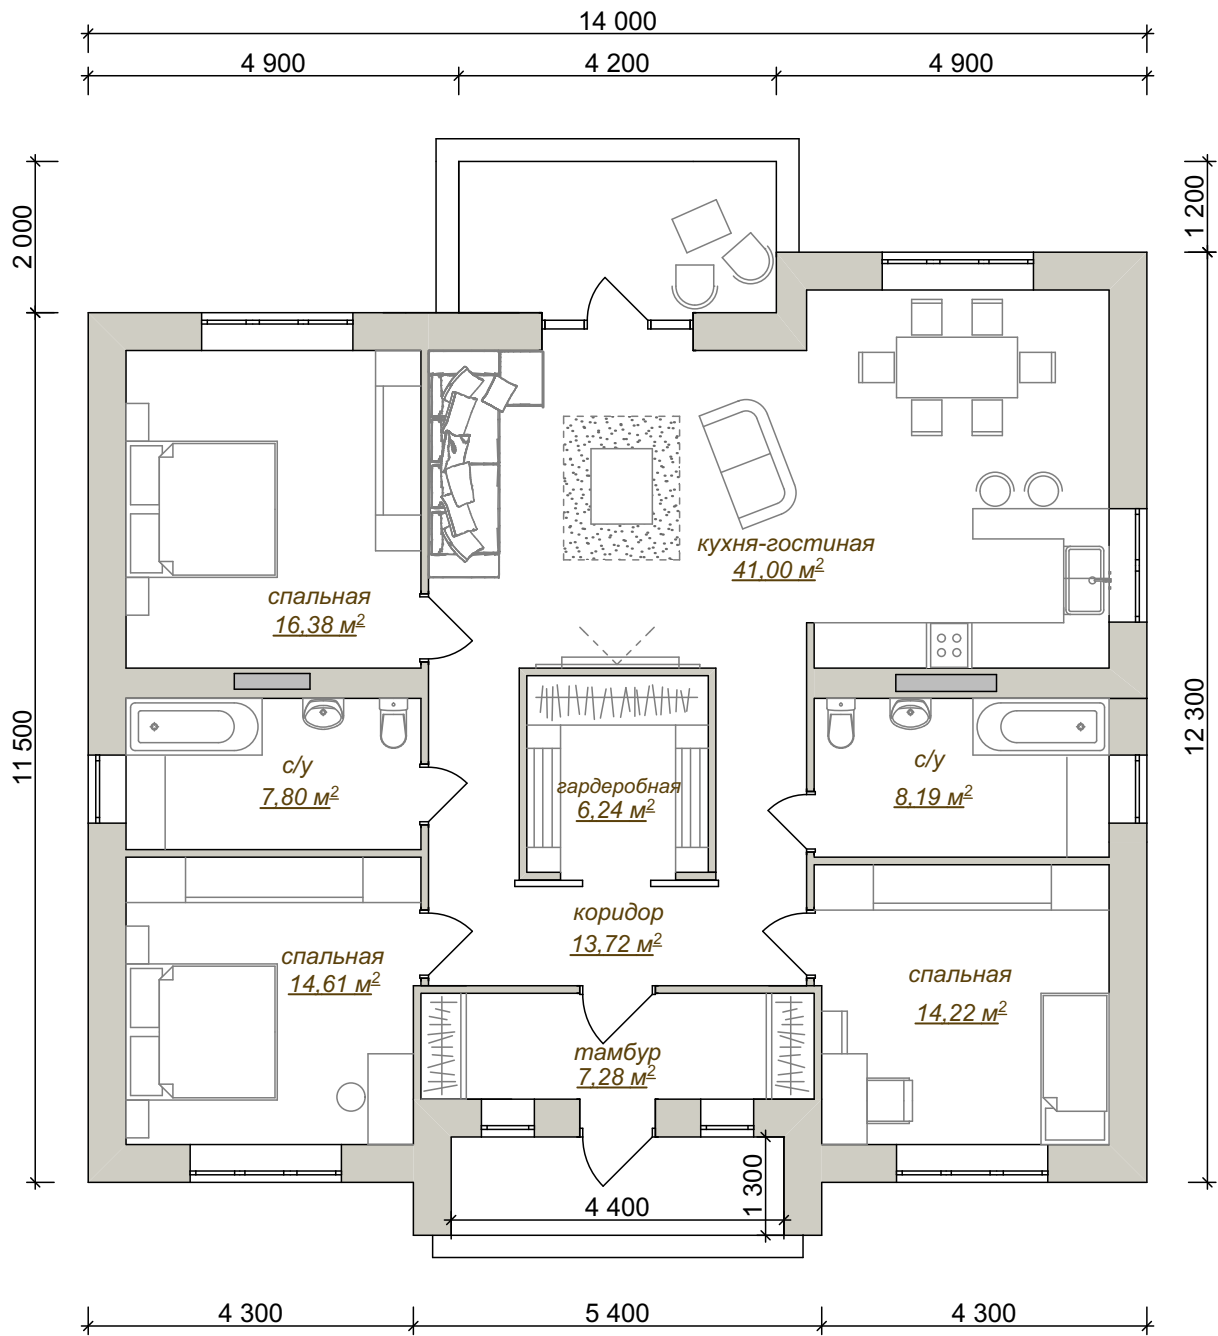 14 000
4 900
4 200
4 900
2 000
1 200
кухня-гостиная
41,00 м²
спальная
16,38 м²
11 500
12 300
с/у
7,80 м²
гардеробная
6,24 м²
с/у
8,19 м²
коридор
13,72 м²
спальная
14,61 м²
спальная
14,22 м²
тамбур
7,28 м²
1 300
4 400
4 300
5 400
4 300